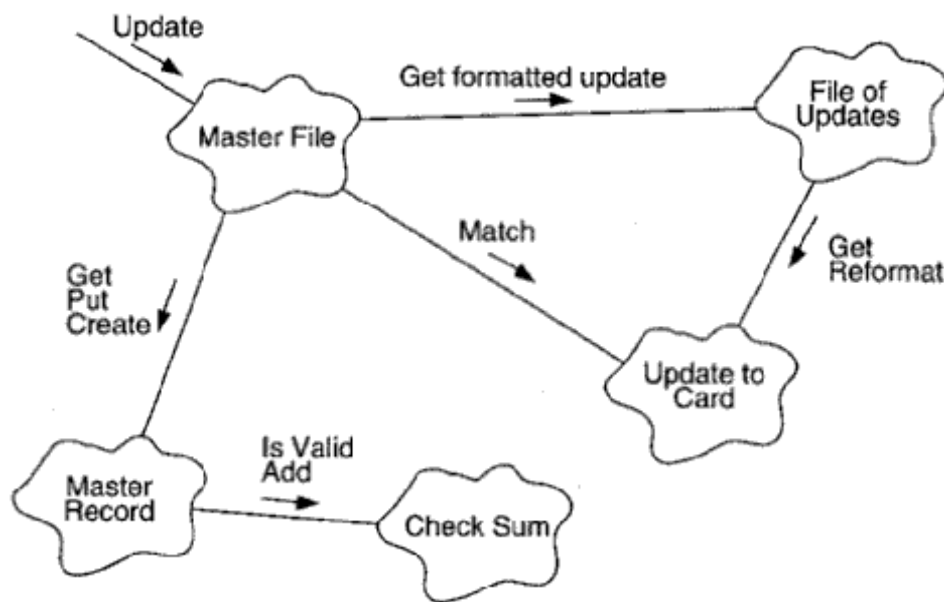 Update
Get formatted update
File of
Updates
Master File
Match
Get
Reformat
Get
Put
Create
Update to
Card
Is Valid
Add
Master
Record
Check Sum